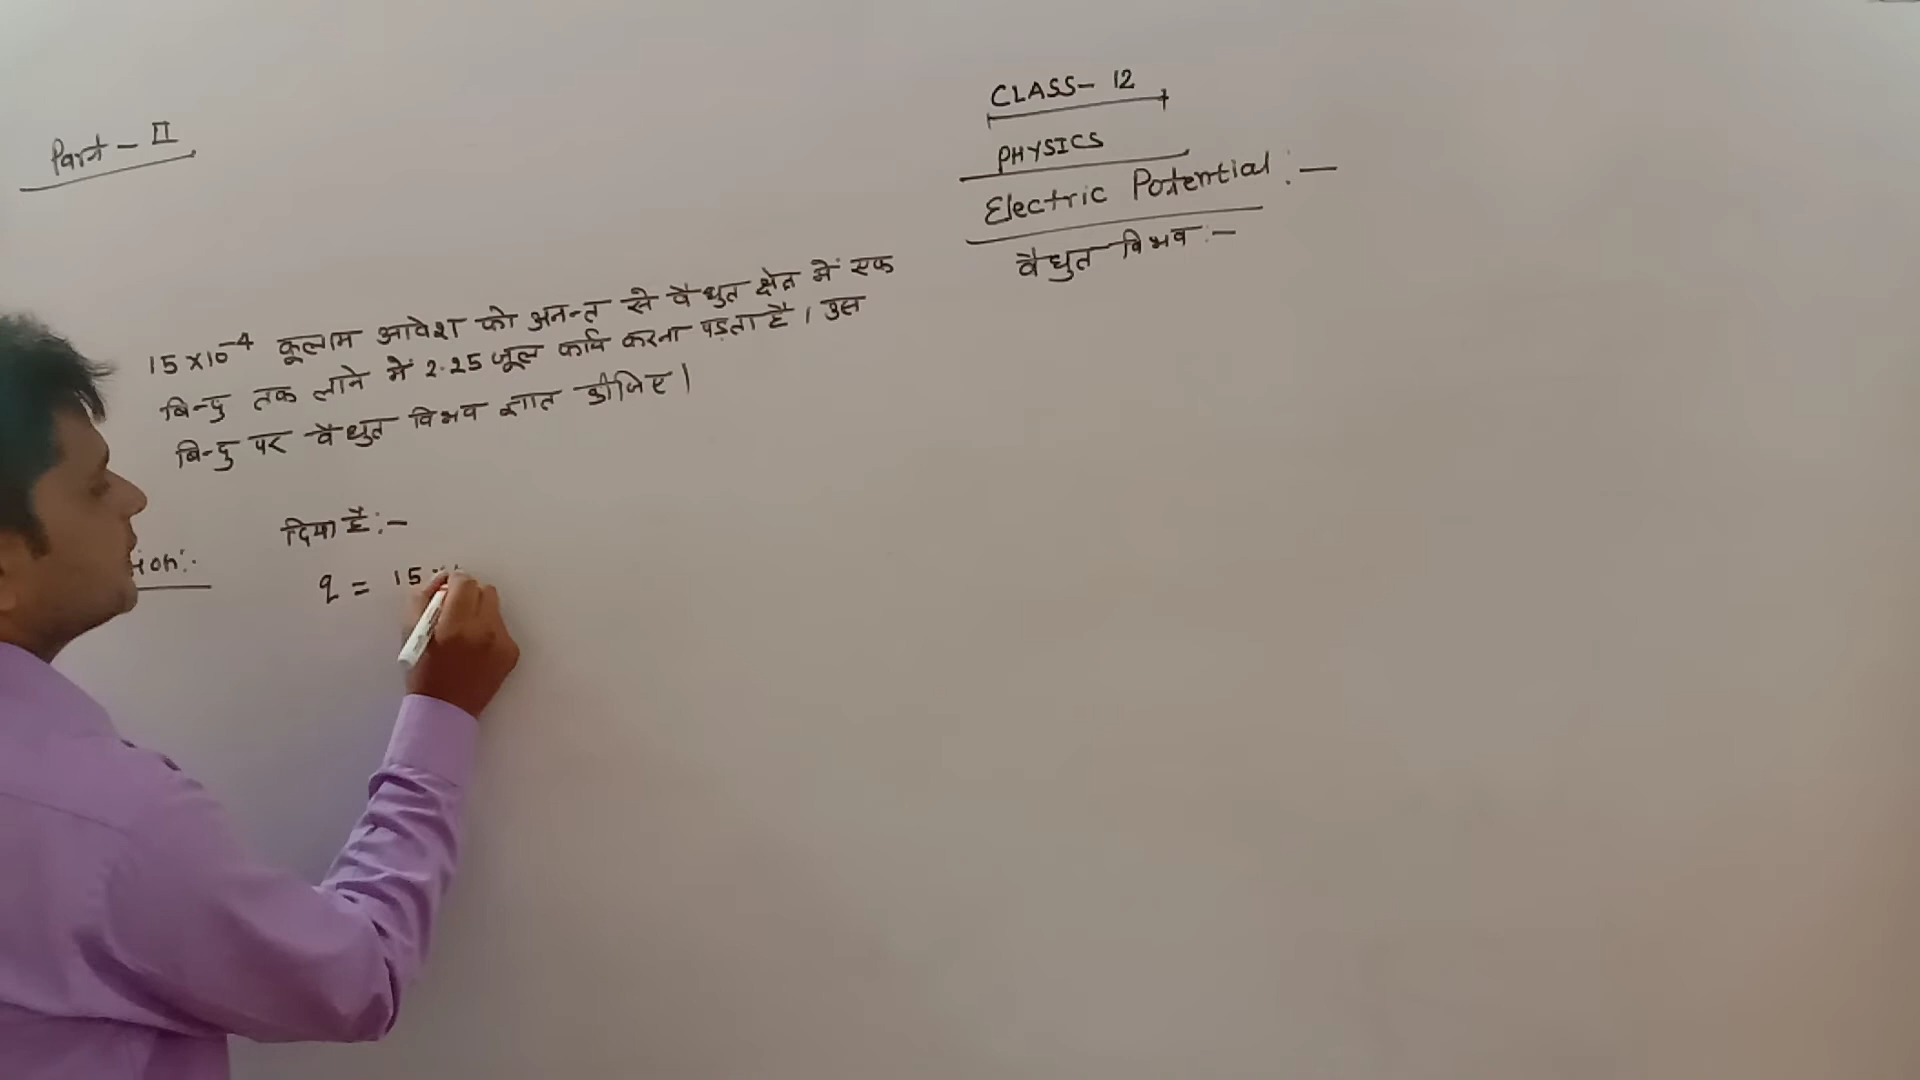 Part - II
CLASS- 12
PHYSICS
Electric Potential :-
वैधुत विभव :-
15 x 10⁻⁴ कूलाम आवेश को अनन्त से वैधुत क्षेत्र में एक
बिन्दु तक लाने में 2.25 जूल कार्य करना पड़ता है। उस
बिन्दु पर वैधुत विभव ज्ञात कीजिए।
दिया है :-
q = 15